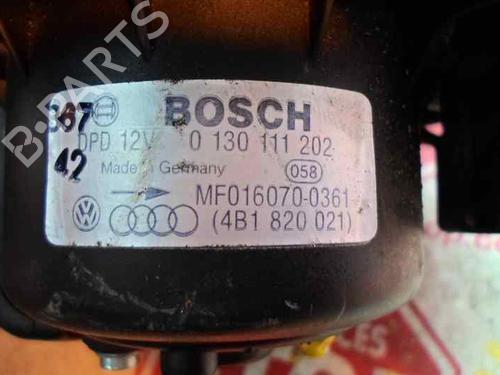 B-PARTS
367 BOSCH
DPD 12V 0 130 111 202
42 Made in Germany 058
MF016070-0361
(4B1 820 021)